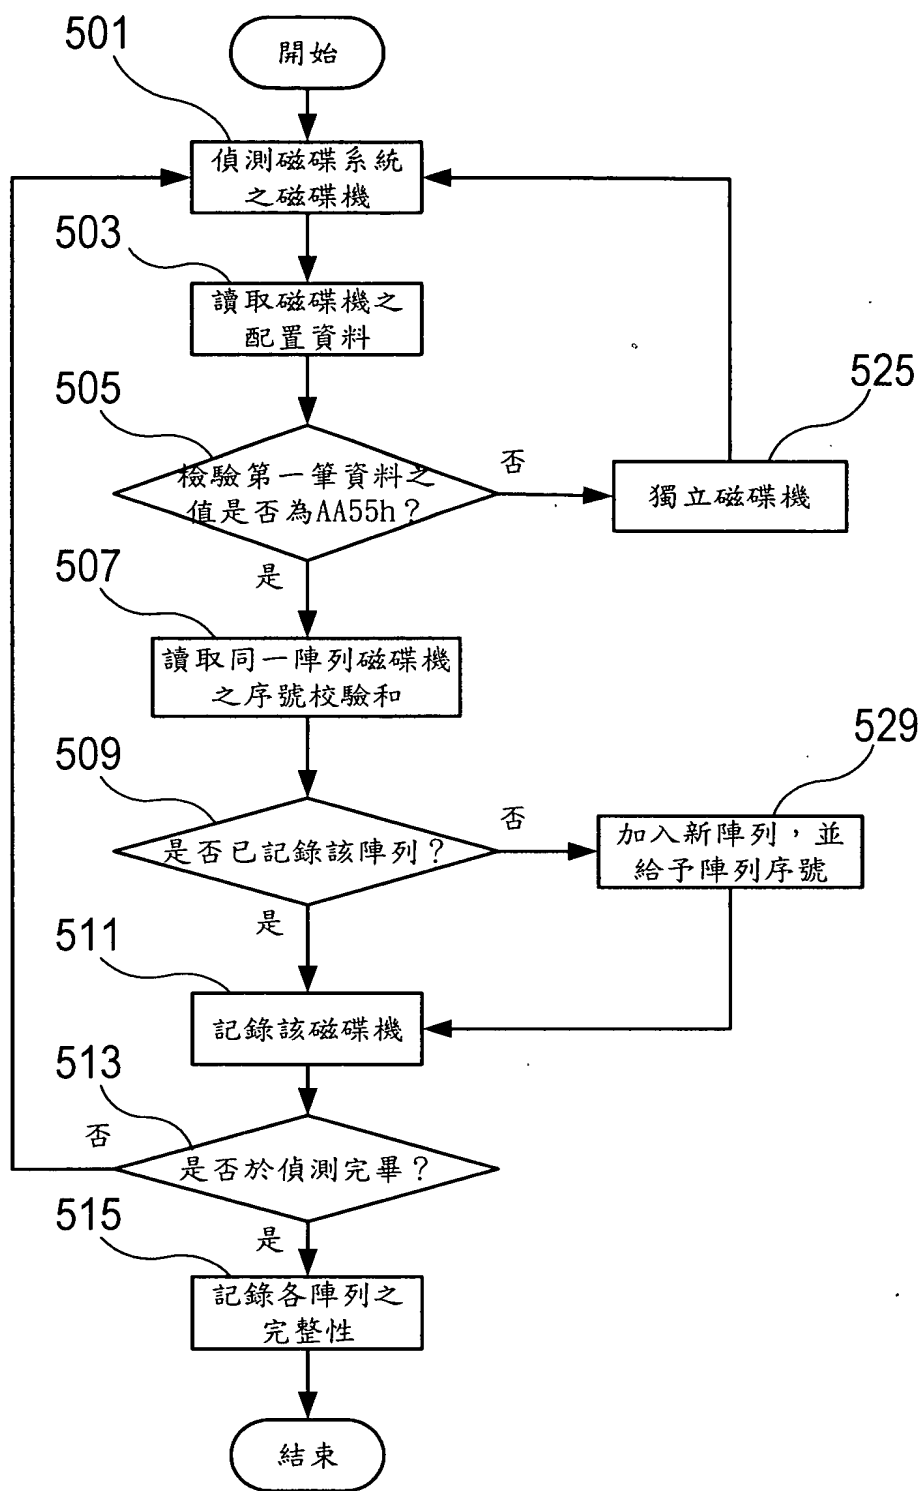 501
開始
偵測磁碟系統
之磁碟機
503
讀取磁碟機之
配置資料
505
檢驗第一筆資料之
值是否為AA55h？
否
525
獨立磁碟機
是
507
讀取同一陣列磁碟機
之序號校驗和
509
是否已記錄該陣列？
否
529
加入新陣列，並
給予陣列序號
是
511
記錄該磁碟機
513
否
是否於偵測完畢？
是
515
記錄各陣列之
完整性
結束